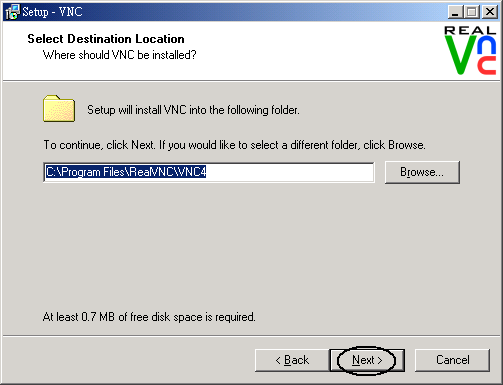 Setup - VNC
Select Destination Location
Where should VNC be installed?
REAL
Vnc
Setup will install VNC into the following folder.
To continue, click Next. If you would like to select a different folder, click Browse.
C:\Program Files\RealVNC\VNC4
Browse...
At least 0.7 MB of free disk space is required.
< Back
Next >
Cancel